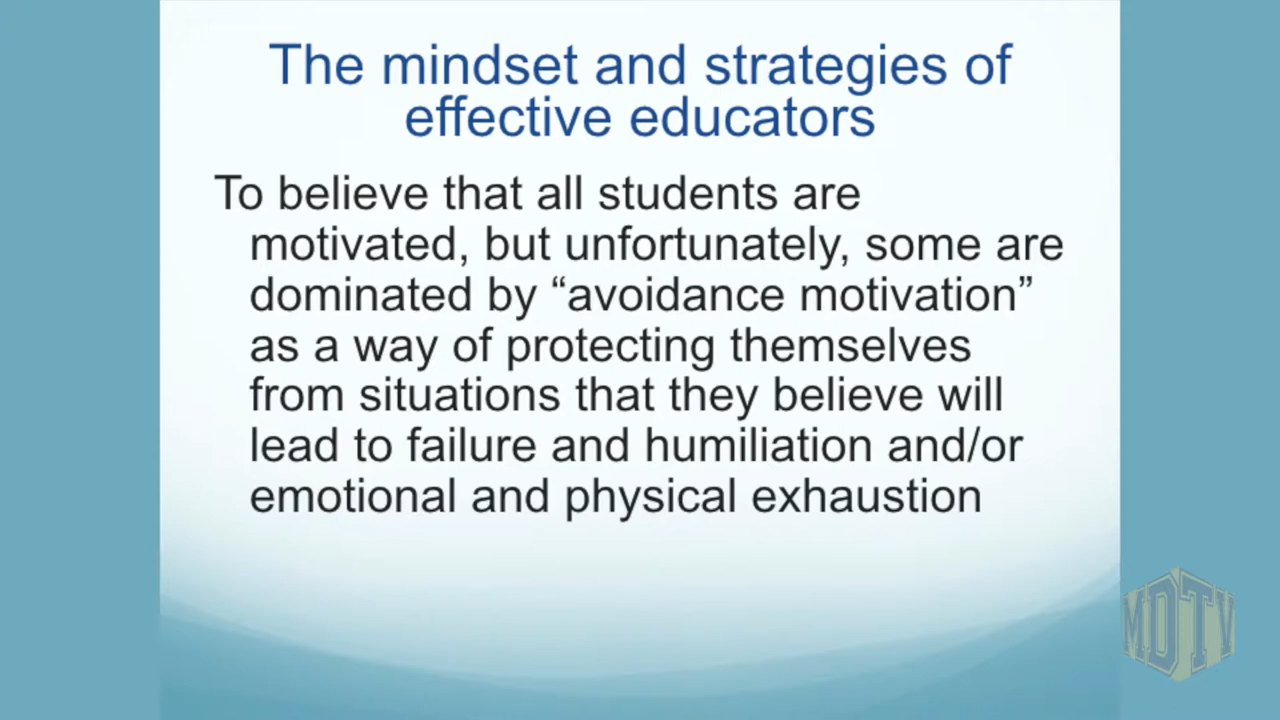 The mindset and strategies of
effective educators
To believe that all students are
motivated, but unfortunately, some are
dominated by “avoidance motivation”
as a way of protecting themselves
from situations that they believe will
lead to failure and humiliation and/or
emotional and physical exhaustion
MDTV